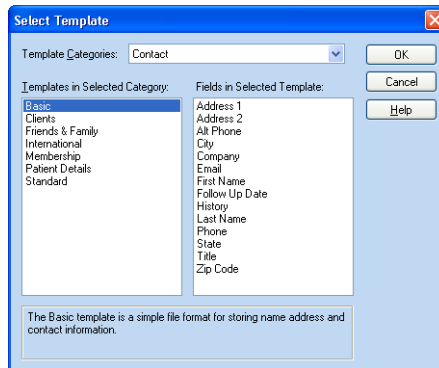 Select Template
Template Categories: Contact
OK
Cancel
Help
Templates in Selected Category:
Basic
Clients
Friends & Family
International
Membership
Patient Details
Standard
Fields in Selected Template:
Address 1
Address 2
Alt Phone
City
Company
Email
First Name
Follow Up Date
History
Last Name
Phone
State
Title
Zip Code
The Basic template is a simple file format for storing name address and
contact information.